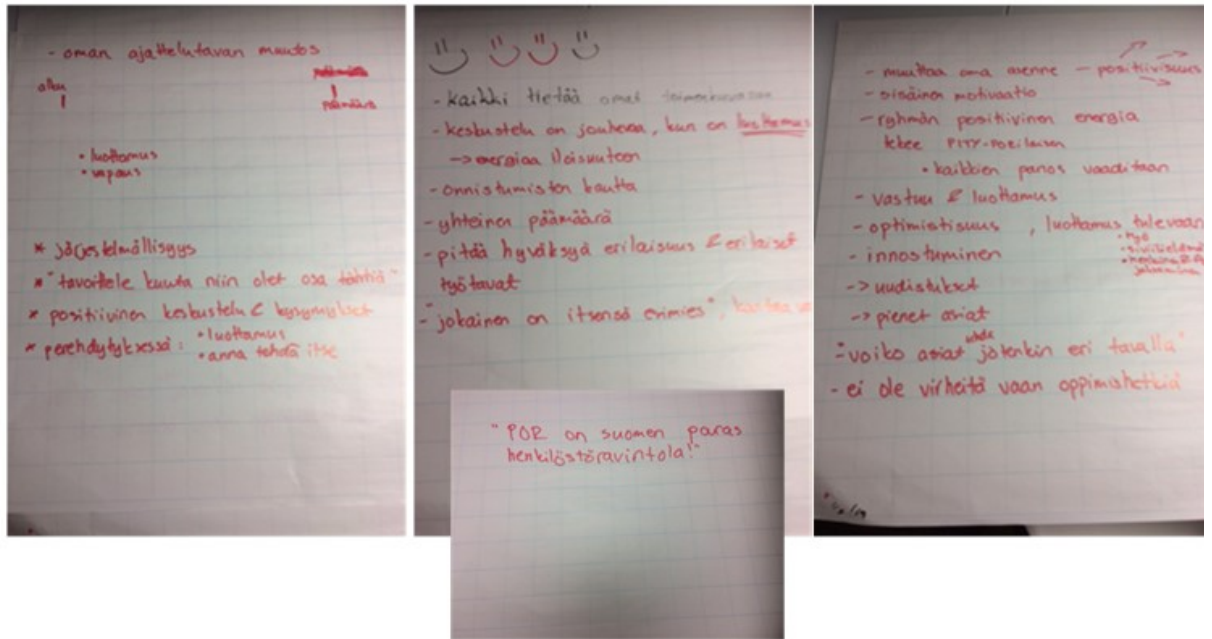 - oman ajattelutavan muutos
alku
päämäärä
• luottamus
• vapaus
* järjestelmällisyys
* "tavoittele kuuta niin olet osa tähtiä"
* positiivinen keskustelu & kysymykset
* perehdytyksessä: • luottamus
• anna tehdä itse
- kaikki tietää omat
- keskustelu on jouhevaa, kun on luottamus
-> energiaa iloisuuteen
- onnistumisten kautta
- yhteinen päämäärä
- pitää hyväksyä erilaisuus & erilaiset
työtavat
- "jokainen on itsensä esimies",
"POR on suomen paras
henkilöstöravintola!"
- muuttaa oma asenne - positiivisuus
- sisäinen motivaatio
- ryhmän positiivinen energia
tekee
• kaikkien panos vaaditaan
- vastuu & luottamus
- optimistisuus, luottamus tulevaan
• työ
- innostuminen
-> uudistukset
-> pienet asiat
- "voiko asiat tehdä jotenkin eri tavalla"
- ei ole virheitä vaan oppimishetkiä